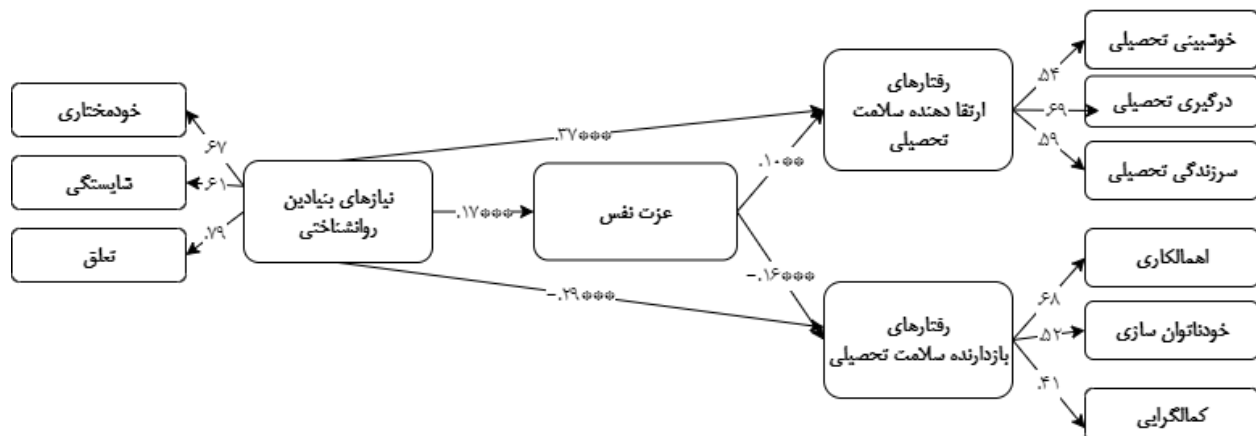 خوشبینی تحصیلی
.۵۴
رفتارهای
ارتقا دهنده سلامت
تحصیلی
درگیری تحصیلی
.۶۹
خودمختاری
.۳۷***
.۵۹
سرزندگی تحصیلی
.۶۷
.۱۰**
شایستگی
.۶۱
نیازهای بنیادین
روانشناختی
.۱۷***
عزت نفس
تعلق
.۷۹
اهمالکاری
-.۱۶***
.۶۸
-.۲۹***
رفتارهای
بازدارنده سلامت تحصیلی
خودناتوان سازی
.۵۲
.۴۱
کمالگرایی